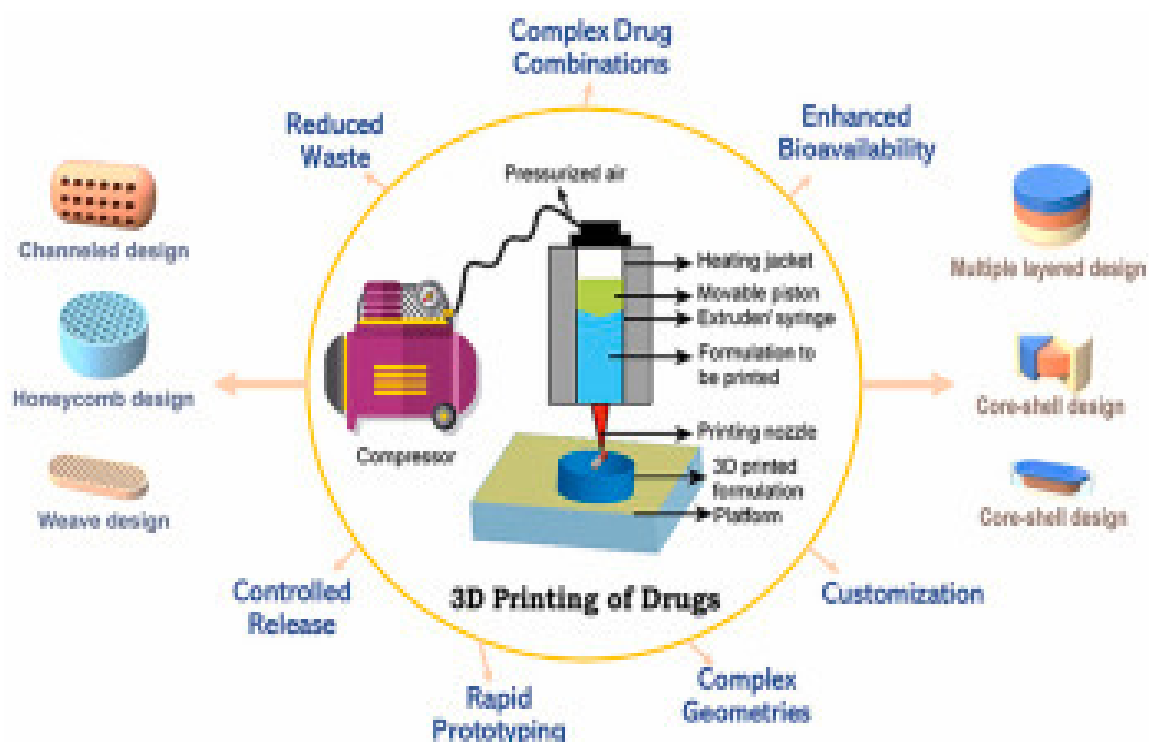 Complex Drug
Combinations
Reduced
Waste
Enhanced
Bioavailability
Pressurized air
Channeled design
Honeycomb design
Weave design
Compressor
Heating jacket
Movable piston
Extruder/ syringe
Formulation to
be printed
Printing nozzle
3D printed
formulation
Platform
Multiple layered design
Core-shell design
Core-shell design
3D Printing of Drugs
Controlled
Release
Customization
Rapid
Prototyping
Complex
Geometries